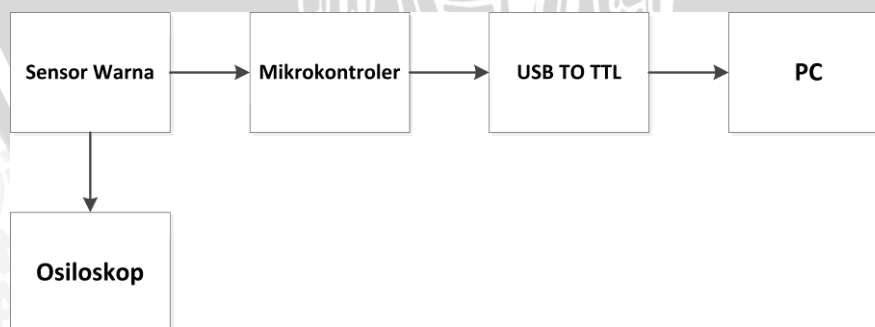 Sensor Warna
Mikrokontroler
USB TO TTL
PC
Osiloskop